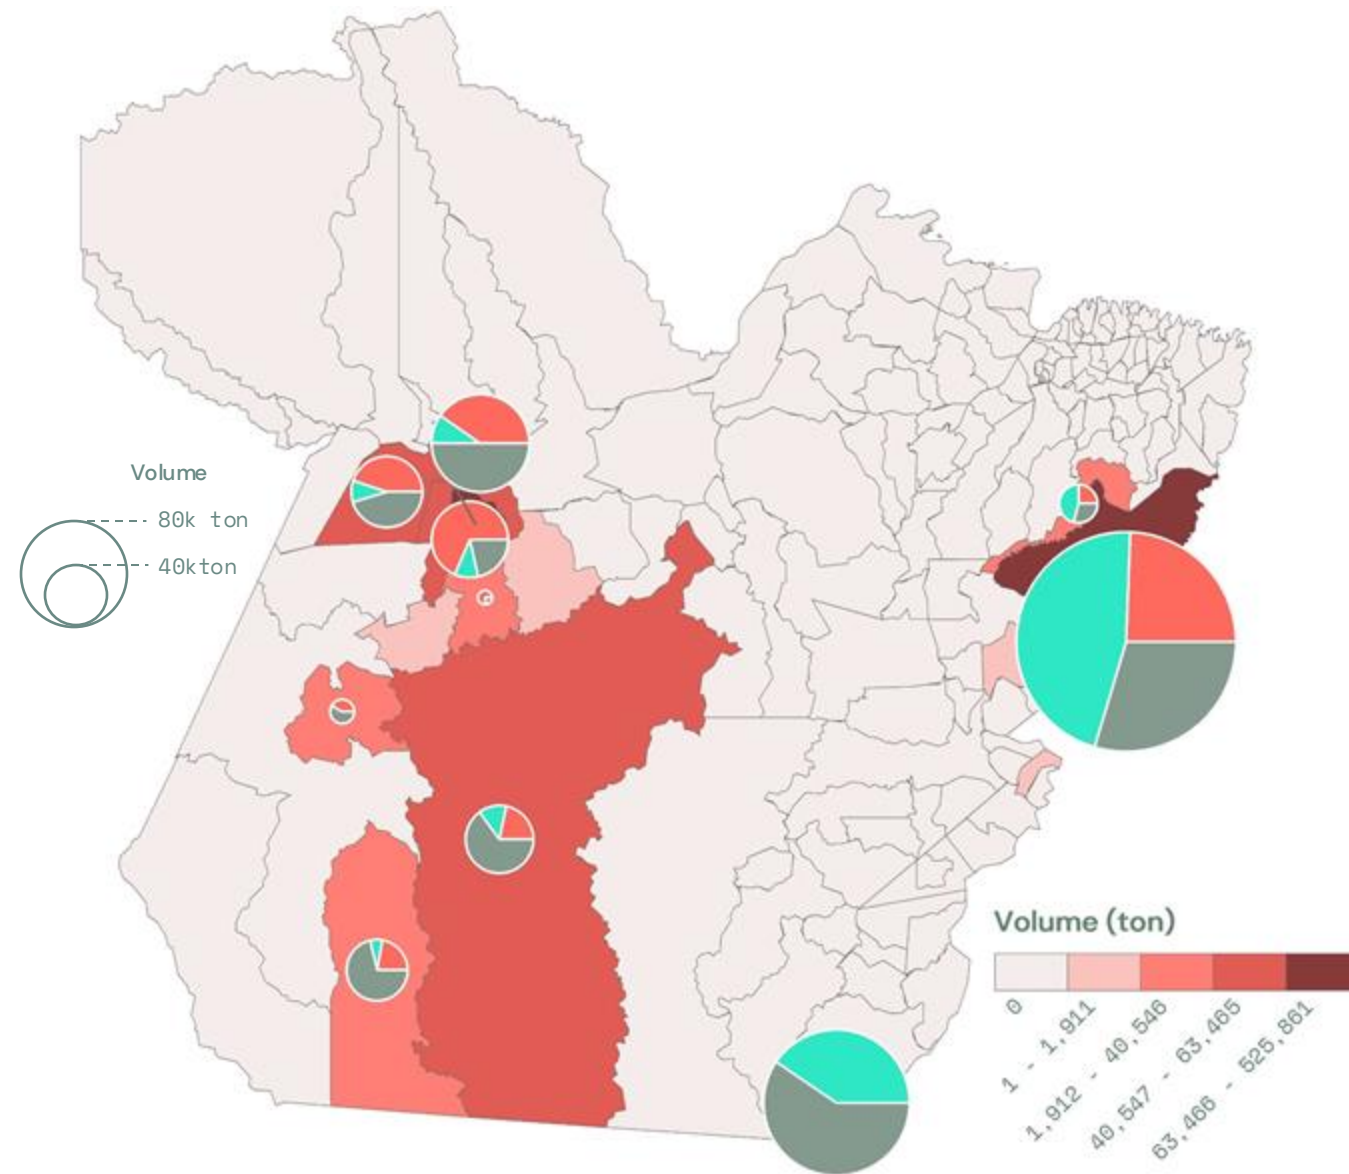 Volume
80k ton
40kton
Volume (ton)
0
1 - 1,911
1,912 - 40,546
40,547 - 63,465
63,466 - 525,861